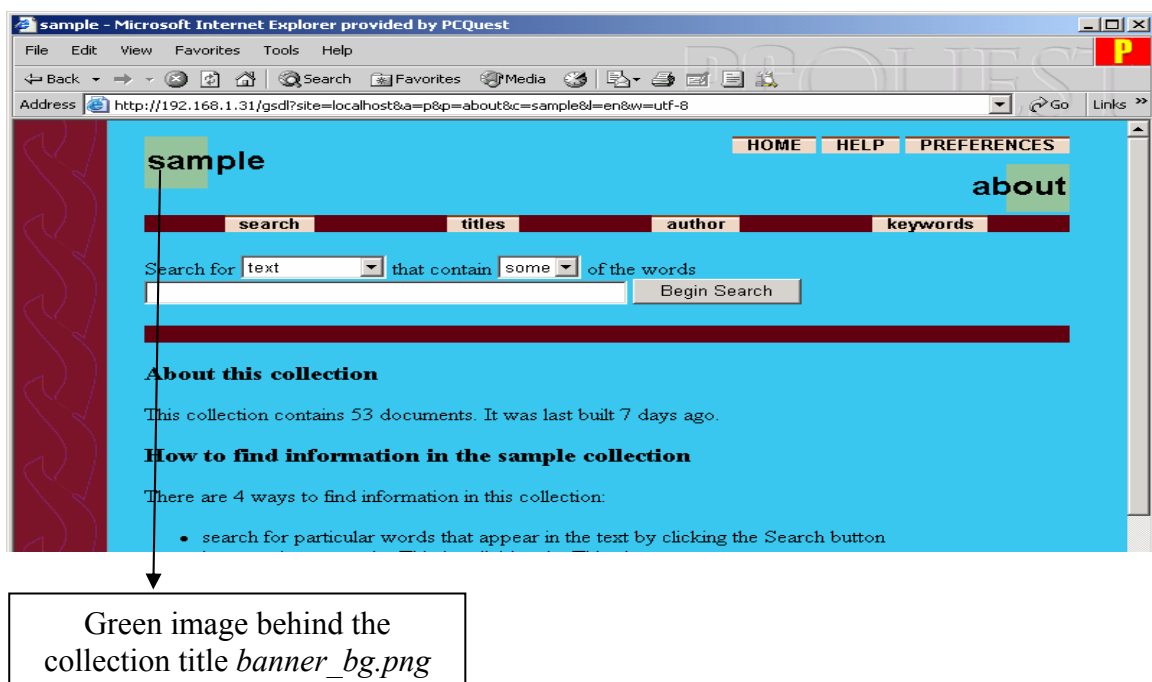 sample - Microsoft Internet Explorer provided by PCQuest
File Edit View Favorites Tools Help
P
PCQUEST
Back Search Favorites Media
Address http://192.168.1.31/gsdl?site=localhost&a=p&p=about&c=sample&l=en&w=utf-8 Go Links »
HOME HELP PREFERENCES
sample
about
search titles author keywords
Search for text that contain some of the words
Begin Search
About this collection
This collection contains 53 documents. It was last built 7 days ago.
How to find information in the sample collection
There are 4 ways to find information in this collection:
• search for particular words that appear in the text by clicking the Search button
Green image behind the
collection title banner_bg.png